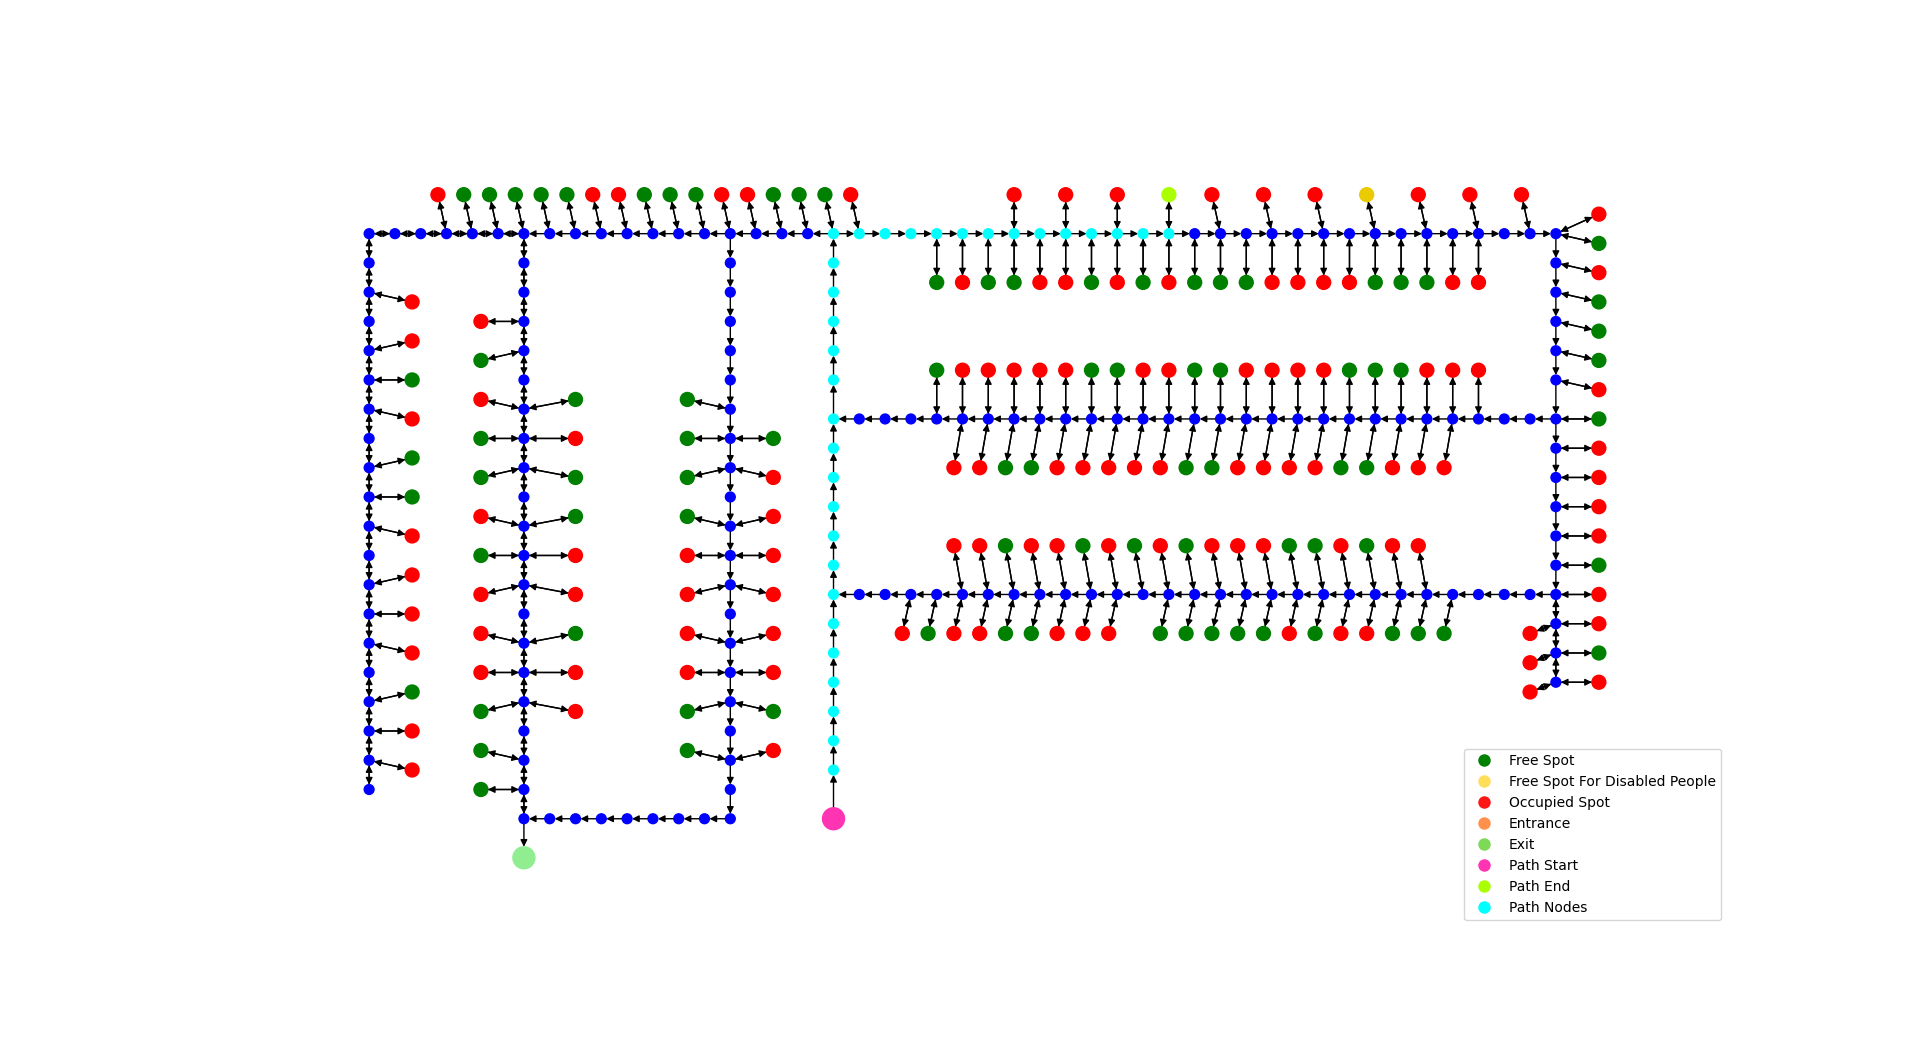 Free Spot
Free Spot For Disabled People
Occupied Spot
Entrance
Exit
Path Start
Path End
Path Nodes